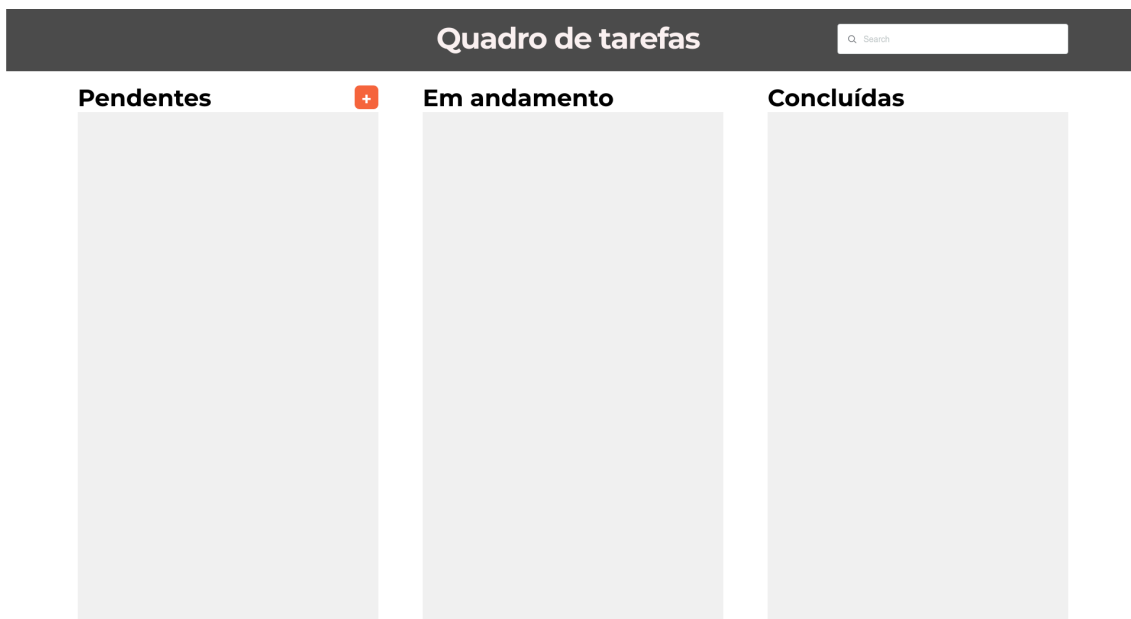 Quadro de tarefas
Search
Pendentes
+
Em andamento
Concluídas